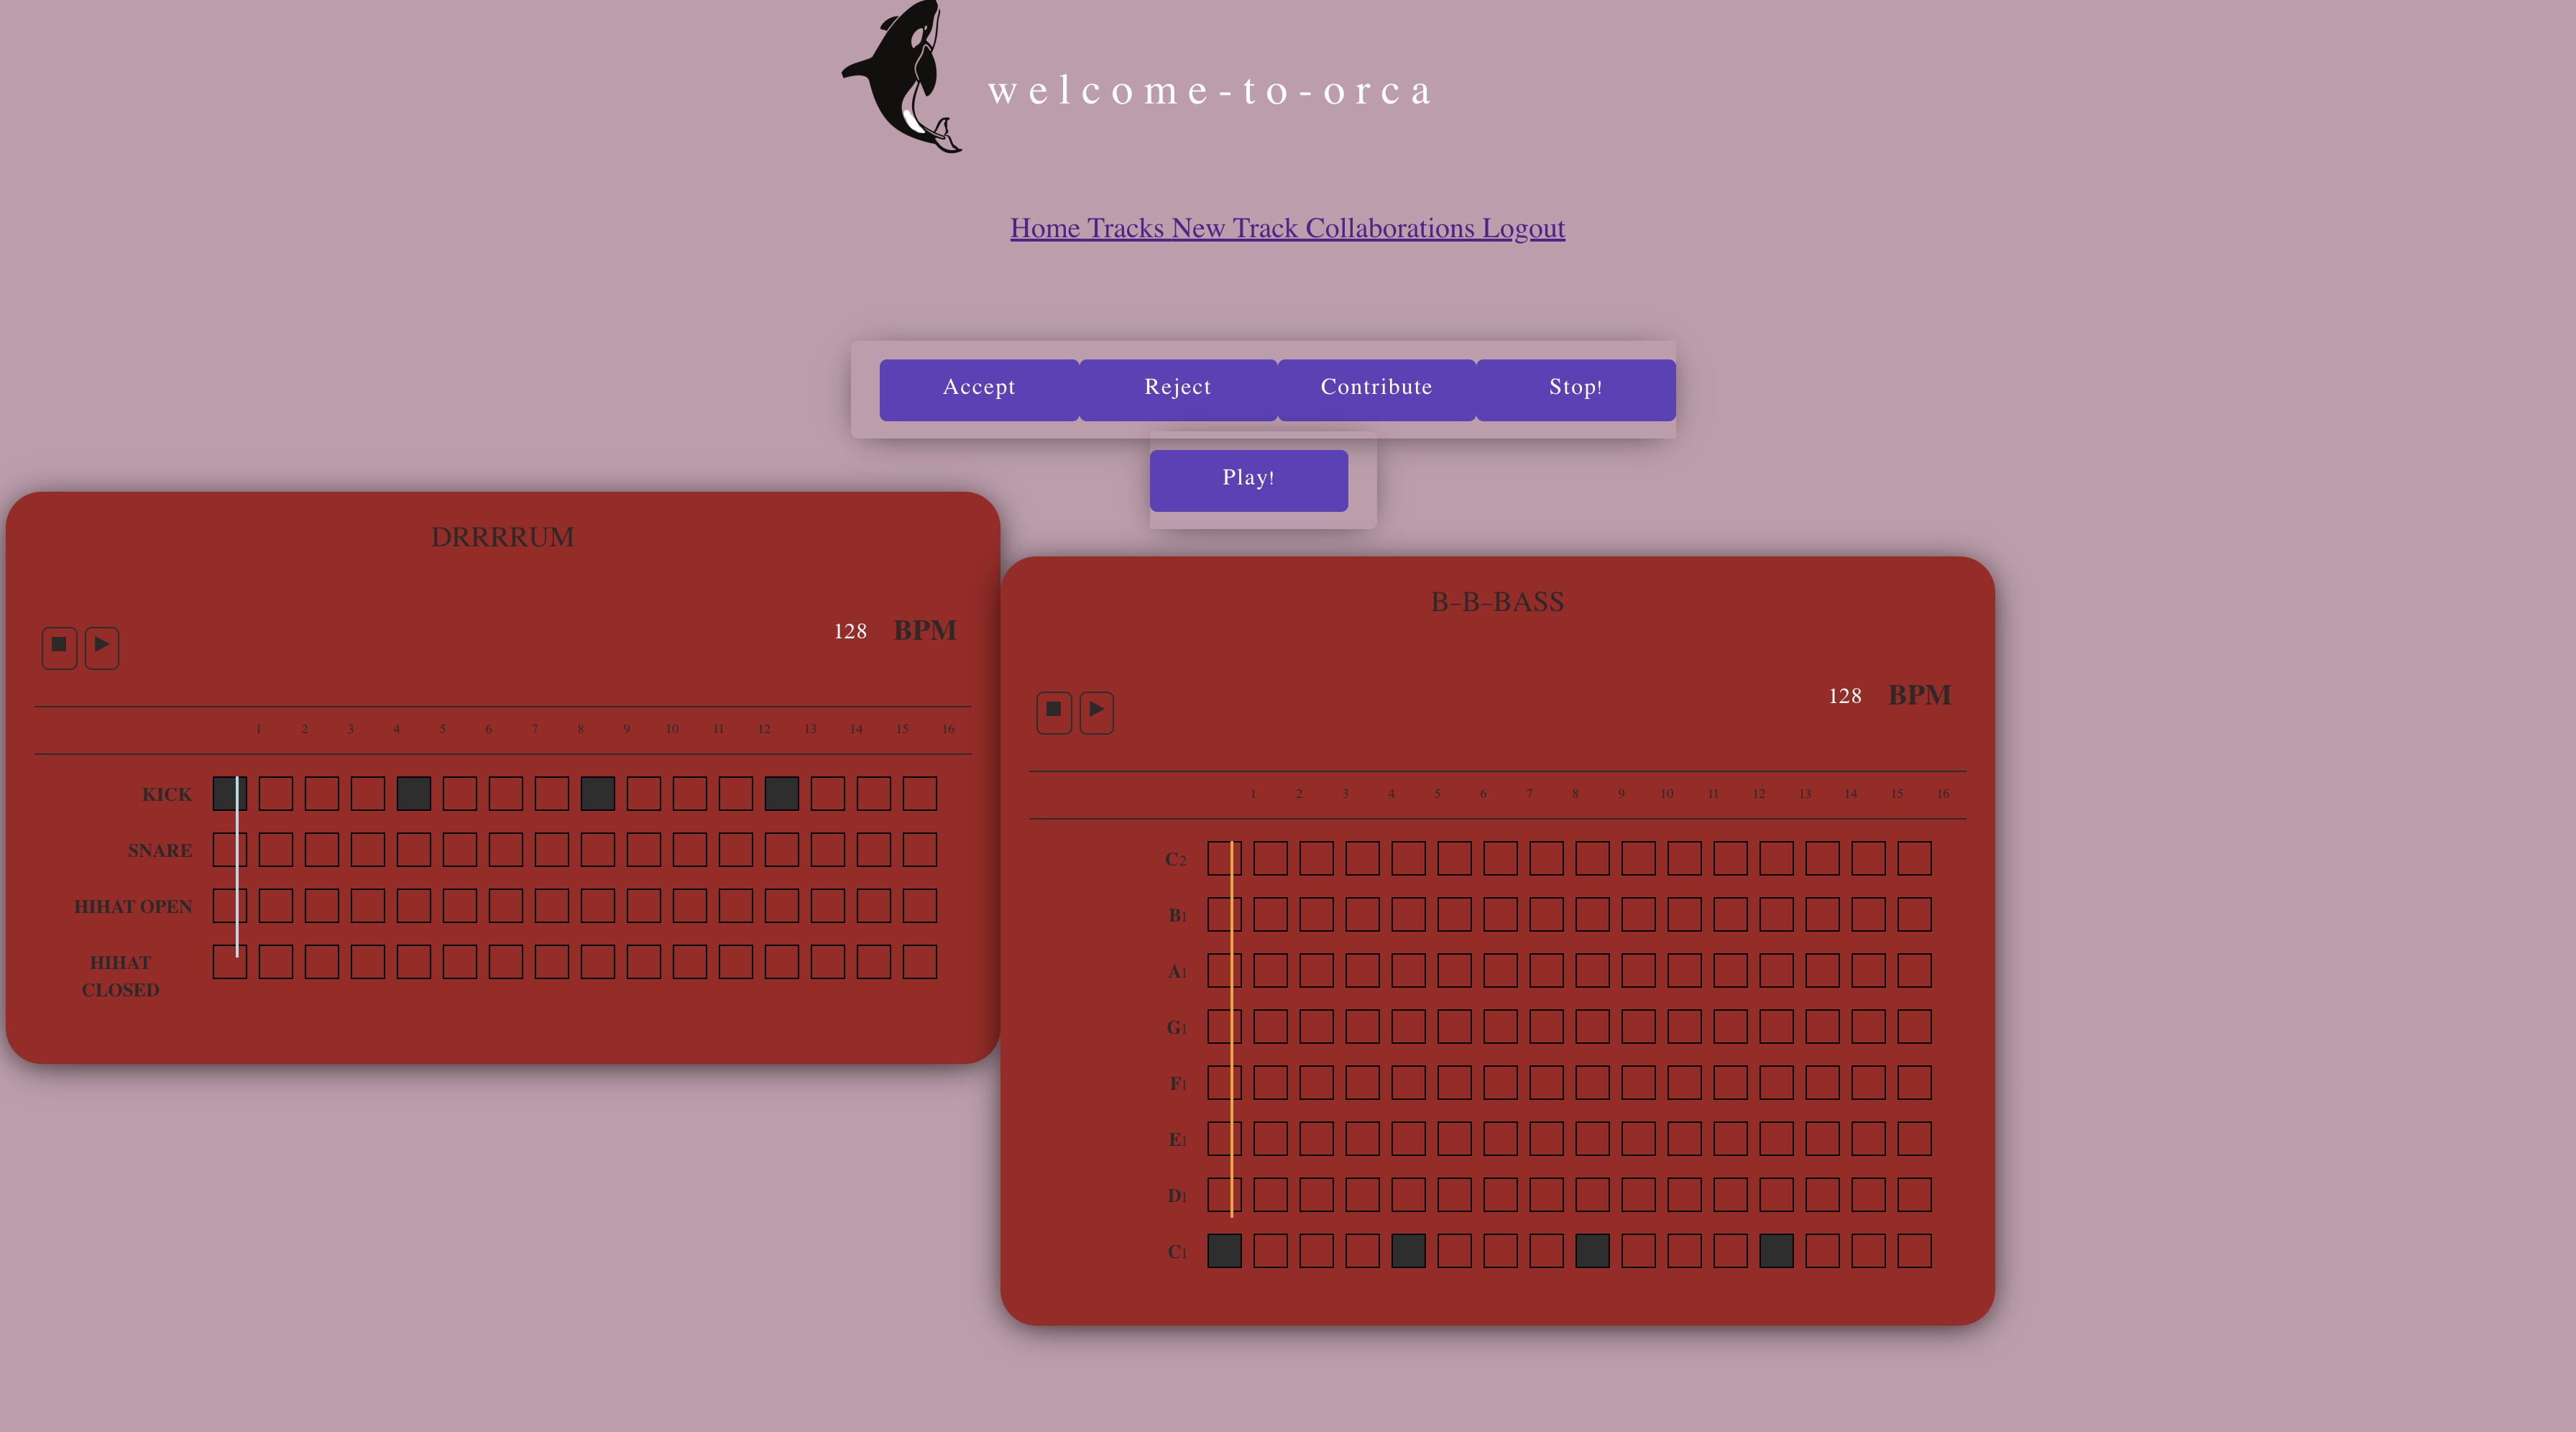 welcome-to-orca
Home Tracks New Track Collaborations Logout
Accept Reject Contribute Stop!
Play!
DRRRRUM
128 BPM
1 2 3 4 5 6 7 8 9 10 11 12 13 14 15 16
KICK
SNARE
HIHAT OPEN
HIHAT
CLOSED
B-B-BASS
128 BPM
1 2 3 4 5 6 7 8 9 10 11 12 13 14 15 16
C2
B1
A1
G1
F1
E1
D1
C1